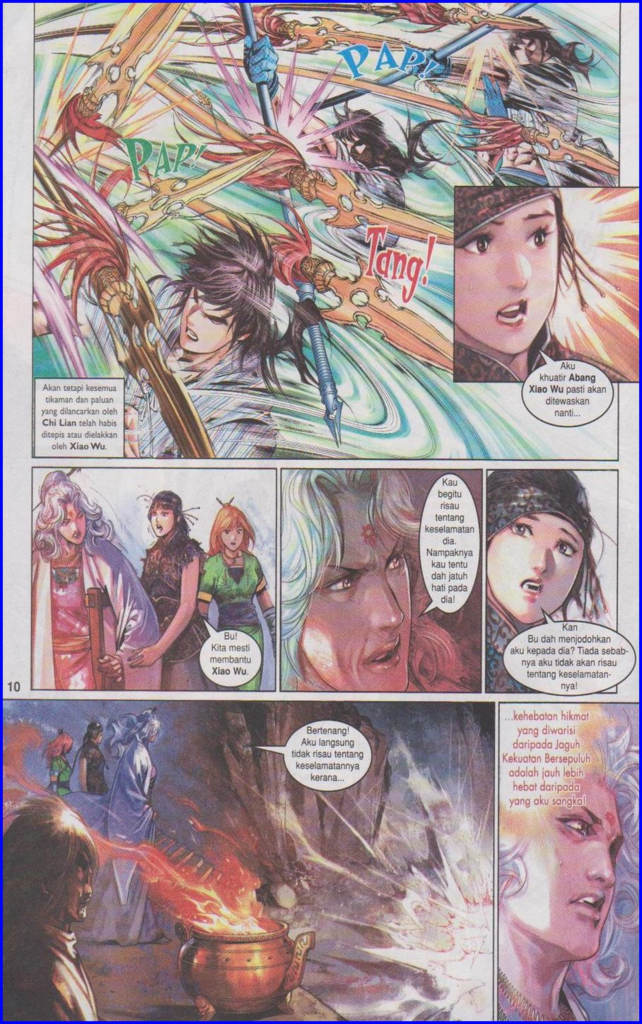 PAP!
PAP!
Tang!
Aku
khuatir Abang
Xiao Wu pasti akan
ditewaskan
nanti...
Akan tetapi kesemua
tikaman dan paluan
yang dilancarkan oleh
Chi Lian telah habis
ditepis atau dielakkan
oleh Xiao Wu.
Bu!
Kita mesti
membantu
Xiao Wu.
Kau
begitu
risau
tentang
keselamatan
dia.
Nampaknya
kau tentu
dah jatuh
hati pada
dia!
Kan
Bu dah menjodohkan
aku kepada dia? Tiada sebab-
nya aku tidak akan risau
tentang keselamatan-
nya!
10
Bertenang!
Aku langsung
tidak risau tentang
keselamatannya
kerana...
...kehebatan hikmat
yang diwarisi
daripada Jaguh
Kekuatan Bersepuluh
adalah jauh lebih
hebat daripada
yang aku sangka!